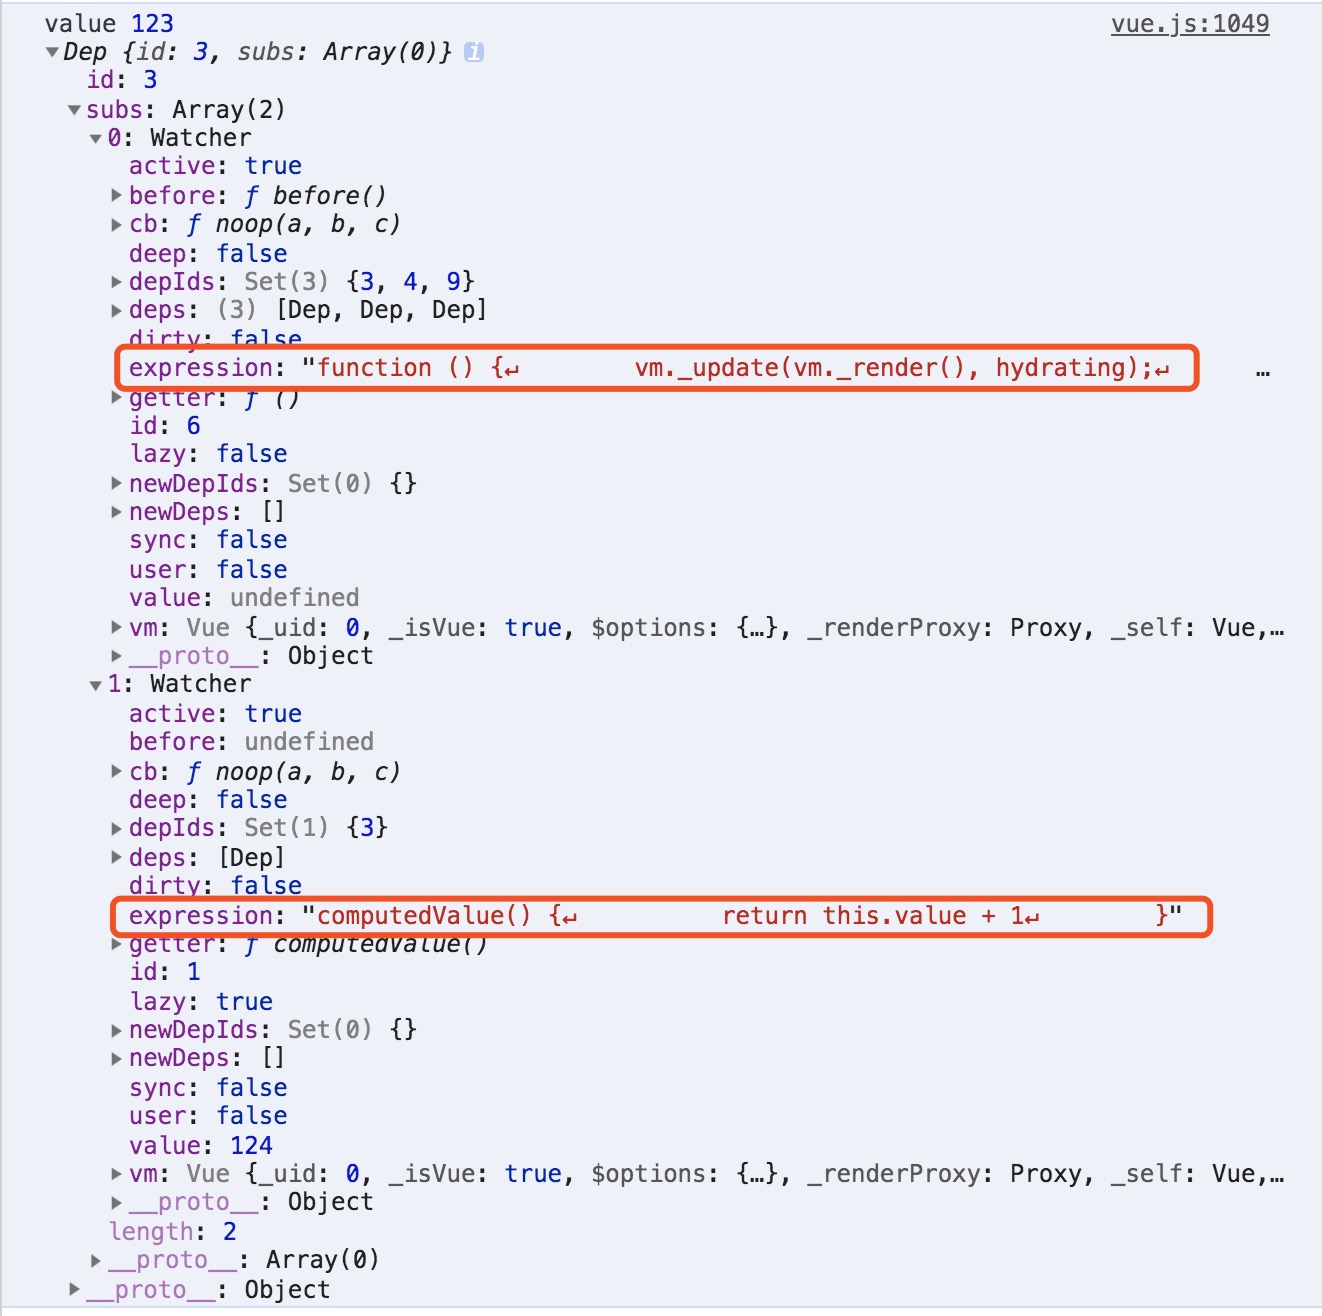 value 123 vue.js:1049
▼Dep {id: 3, subs: Array(0)} i
id: 3
▼subs: Array(2)
▼0: Watcher
active: true
▶before: ƒ before()
▶cb: ƒ noop(a, b, c)
deep: false
▶depIds: Set(3) {3, 4, 9}
▶deps: (3) [Dep, Dep, Dep]
dirty: false
expression: "function () {↵        vm._update(vm._render(), hydrating);↵ …
▶getter: ƒ ()
id: 6
lazy: false
▶newDepIds: Set(0) {}
▶newDeps: []
sync: false
user: false
value: undefined
▶vm: Vue {_uid: 0, _isVue: true, $options: {…}, _renderProxy: Proxy, _self: Vue,…
▶__proto__: Object
▼1: Watcher
active: true
before: undefined
▶cb: ƒ noop(a, b, c)
deep: false
▶depIds: Set(1) {3}
▶deps: [Dep]
dirty: false
expression: "computedValue() {↵          return this.value + 1↵        }"
▶getter: ƒ computedValue()
id: 1
lazy: true
▶newDepIds: Set(0) {}
▶newDeps: []
sync: false
user: false
value: 124
▶vm: Vue {_uid: 0, _isVue: true, $options: {…}, _renderProxy: Proxy, _self: Vue,…
▶__proto__: Object
length: 2
▶__proto__: Array(0)
▶__proto__: Object